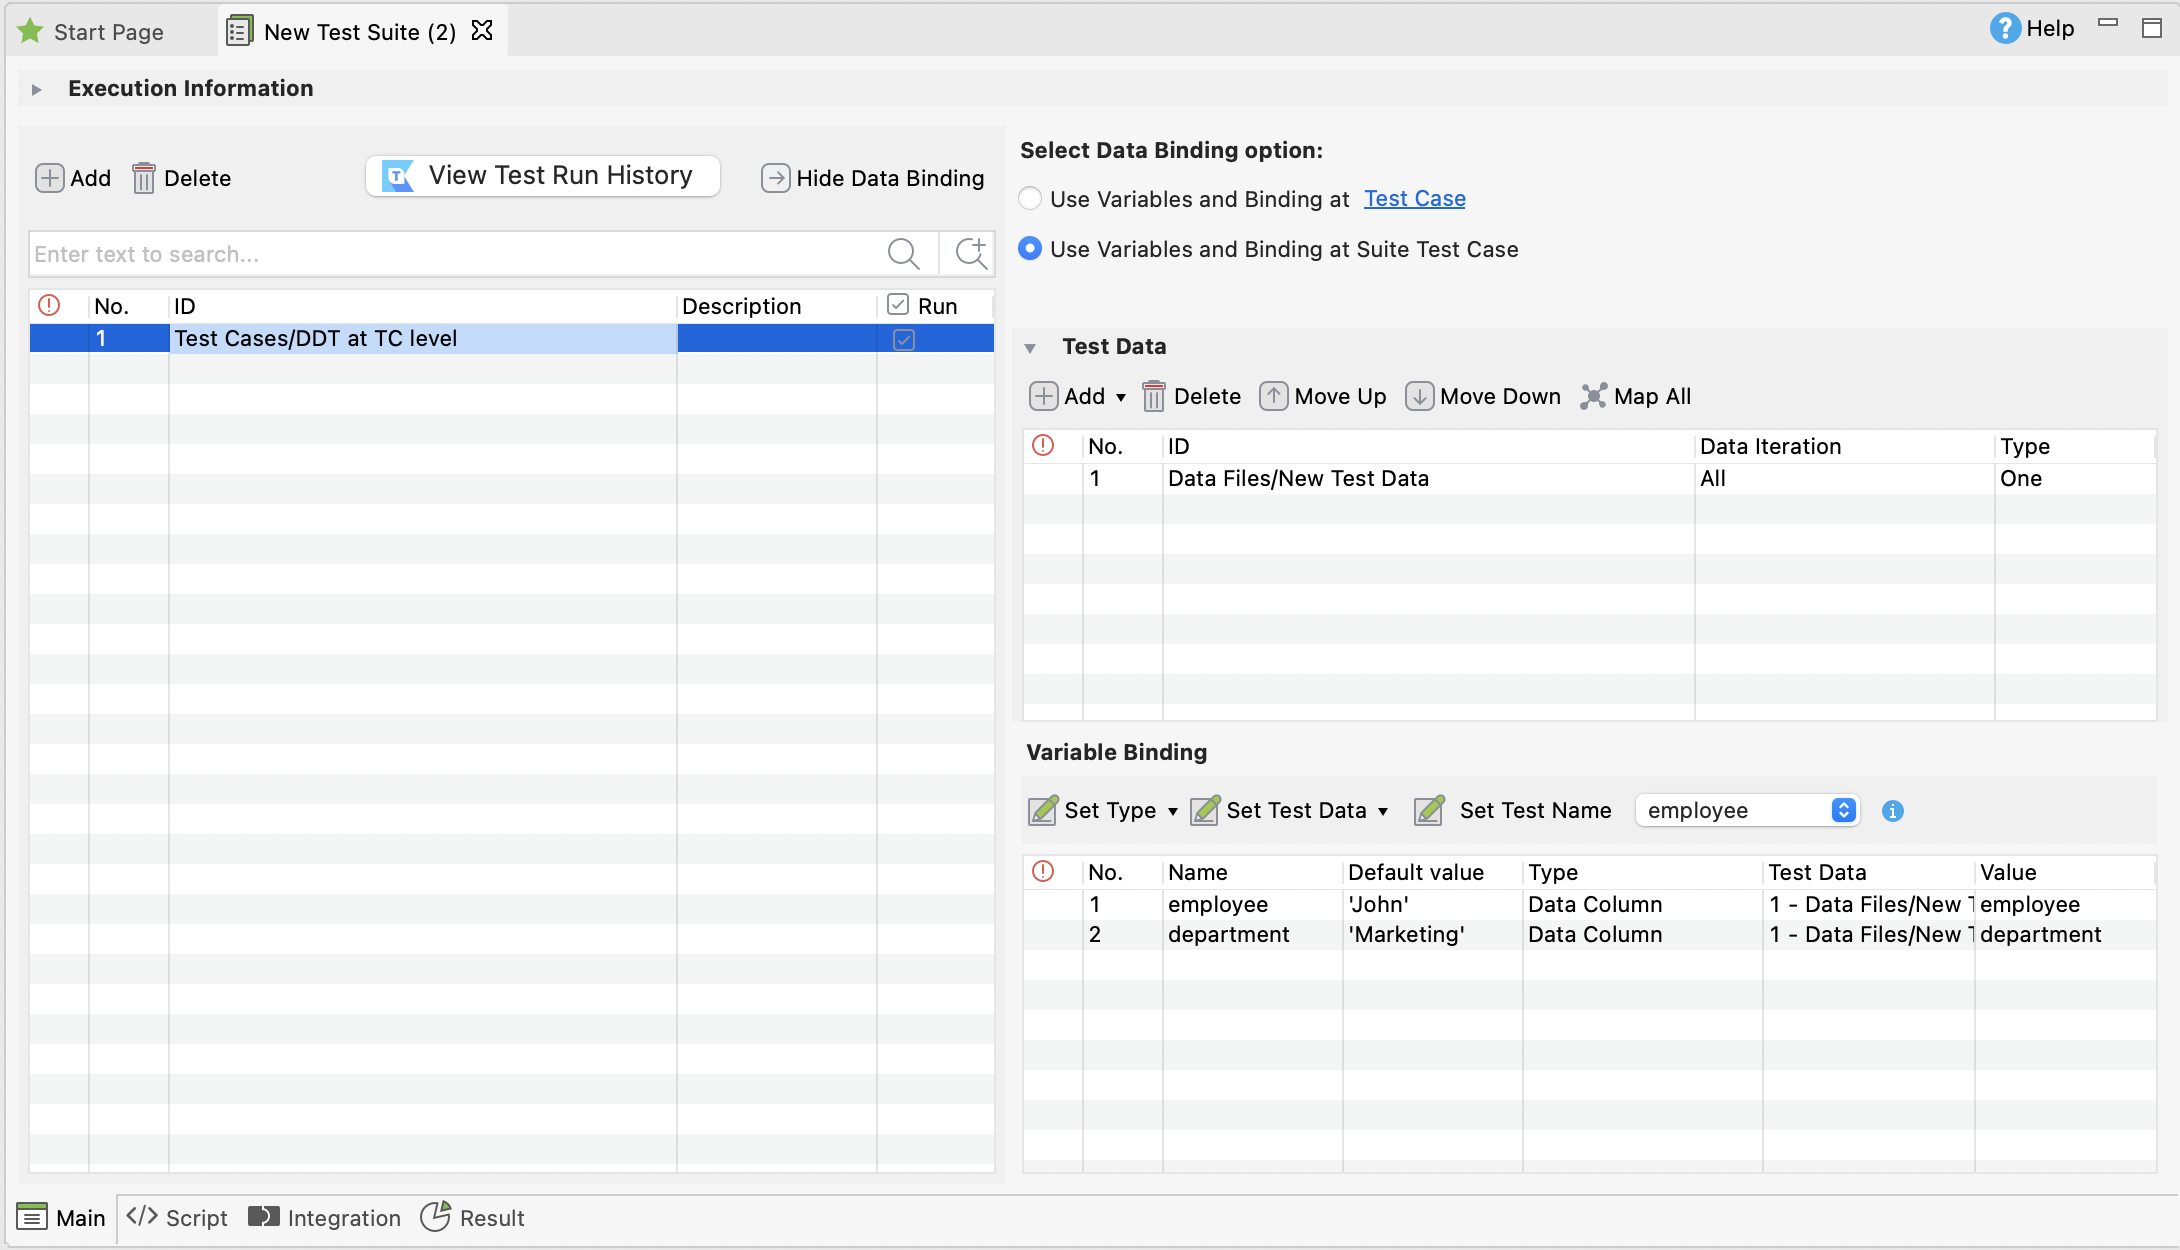 Start Page
New Test Suite (2)
Help
Execution Information
Add Delete View Test Run History Hide Data Binding
Enter text to search...
No. ID Description Run
1 Test Cases/DDT at TC level
Select Data Binding option:
Use Variables and Binding at Test Case
Use Variables and Binding at Suite Test Case
Test Data
Add Delete Move Up Move Down Map All
No. ID Data Iteration Type
1 Data Files/New Test Data All One
Variable Binding
Set Type Set Test Data Set Test Name employee
No. Name Default value Type Test Data Value
1 employee 'John' Data Column 1 - Data Files/New employee
2 department 'Marketing' Data Column 1 - Data Files/New department
Main Script Integration Result